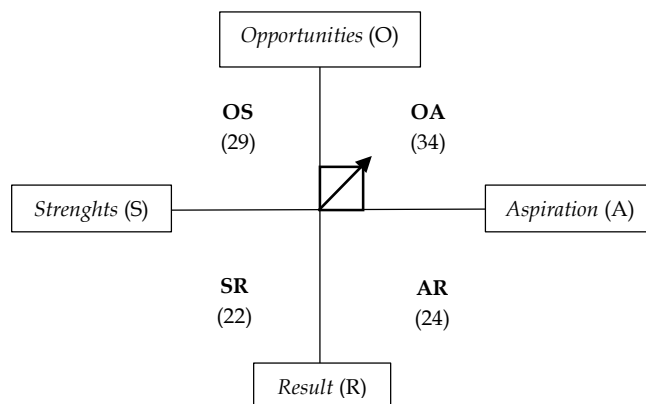 Opportunities (O)
OS OA
(29) (34)
Strenghts (S) Aspiration (A)
SR AR
(22) (24)
Result (R)